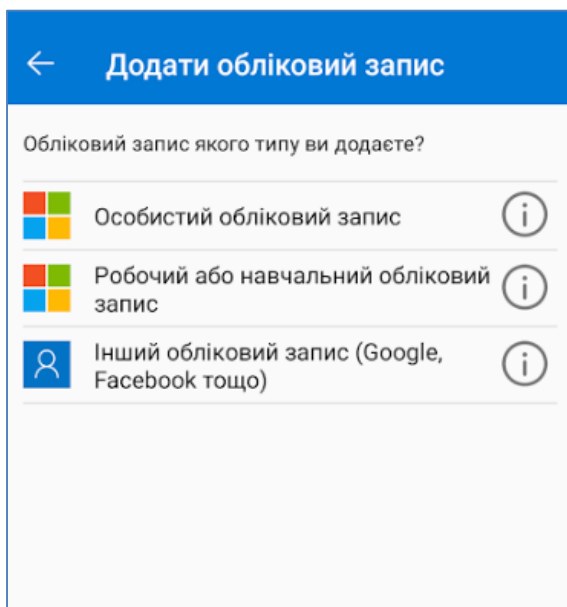 Додати обліковий запис
Обліковий запис якого типу ви додаєте?
Особистий обліковий запис
Робочий або навчальний обліковий
запис
Інший обліковий запис (Google,
Facebook тощо)